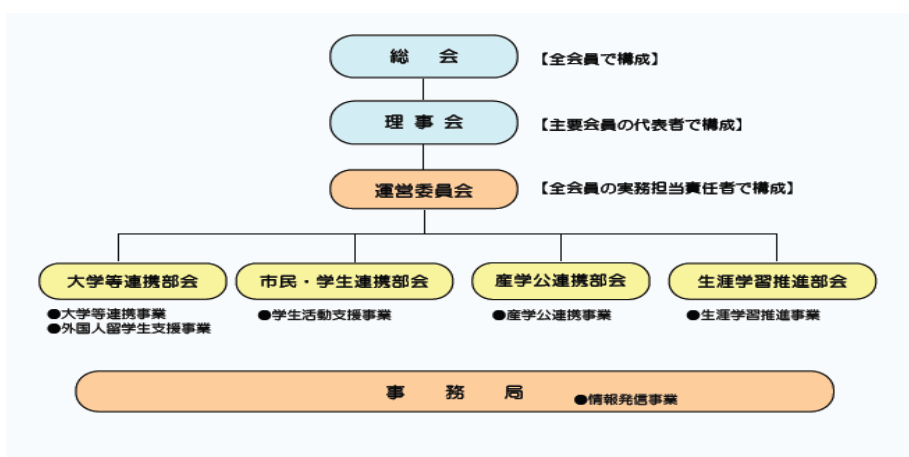 総 会 【全会員で構成】
理 事 会 【主要会員の代表者で構成】
運営委員会 【全会員の実務担当責任者で構成】
大学等連携部会
●大学等連携事業
●外国人留学生支援事業
市民・学生連携部会
●学生活動支援事業
産学公連携部会
●産学公連携事業
生涯学習推進部会
●生涯学習推進事業
事 務 局 ●情報発信事業